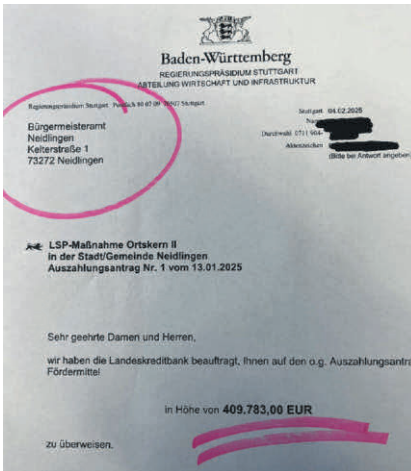 Baden-Württemberg
REGIERUNGSPRÄSIDIUM STUTTGART
ABTEILUNG WIRTSCHAFT UND INFRASTRUKTUR
Regierungspräsidium Stuttgart Postfach 80 07 09 Stuttgart
Stuttgart 04.02.2025
Durchwahl 0711 904-
Aktenzeichen
(Bitte bei Antwort angeben)
Bürgermeisteramt
Neidlingen
Kelterstraße 1
73272 Neidlingen
LSP-Maßnahme Ortskern II
in der Stadt/Gemeinde Neidlingen
Auszahlungsantrag Nr. 1 vom 13.01.2025
Sehr geehrte Damen und Herren,
wir haben die Landeskreditbank beauftragt, Ihnen auf den o.g. Auszahlungsantra
Fördermittel
in Höhe von 409.783,00 EUR
zu überweisen.